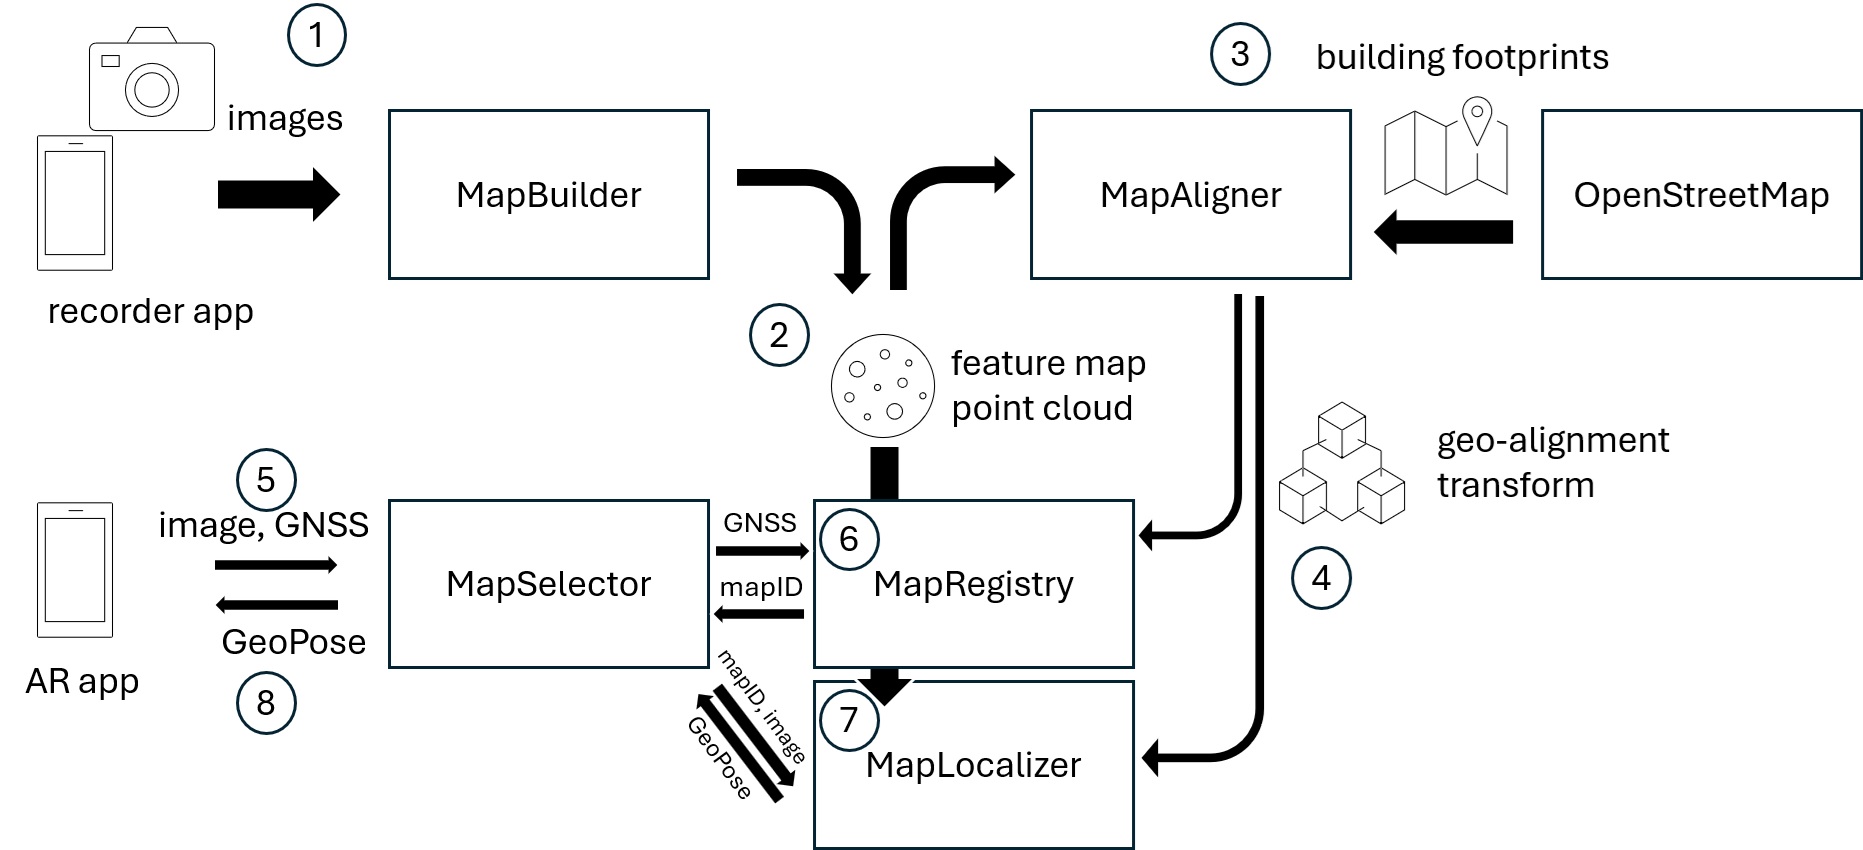 1
images
recorder app
MapBuilder
3
building footprints
MapAligner
OpenStreetMap
2
feature map
point cloud
geo-alignment
transform
4
5
image, GNSS
GeoPose
8
AR app
MapSelector
GNSS
mapID
6
MapRegistry
mapID, image
GeoPose
7
MapLocalizer